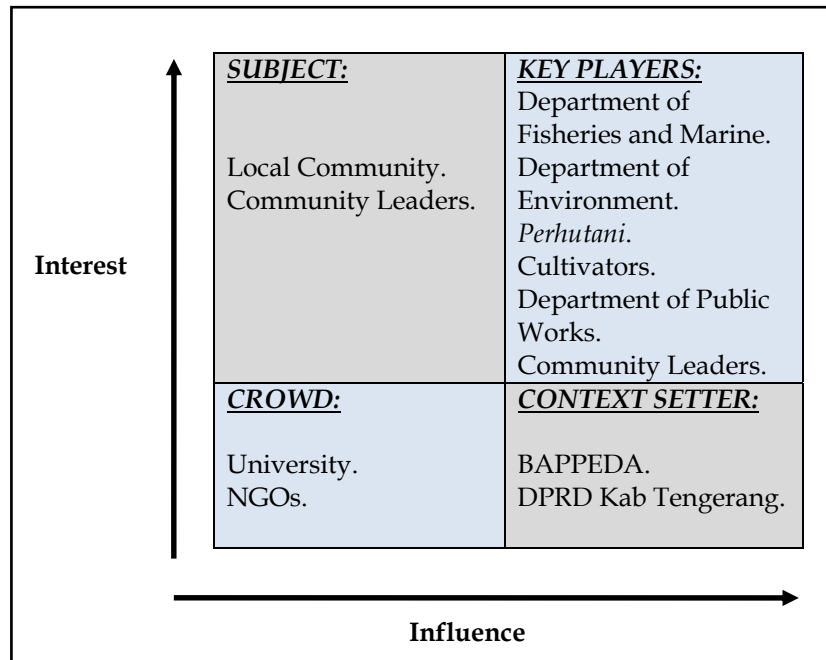 SUBJECT:
Local Community.
Community Leaders.
KEY PLAYERS:
Department of
Fisheries and Marine.
Department of
Environment.
Perhutani.
Cultivators.
Department of Public
Works.
Community Leaders.
Interest
CROWD:
University.
NGOs.
CONTEXT SETTER:
BAPPEDA.
DPRD Kab Tengerang.
Influence